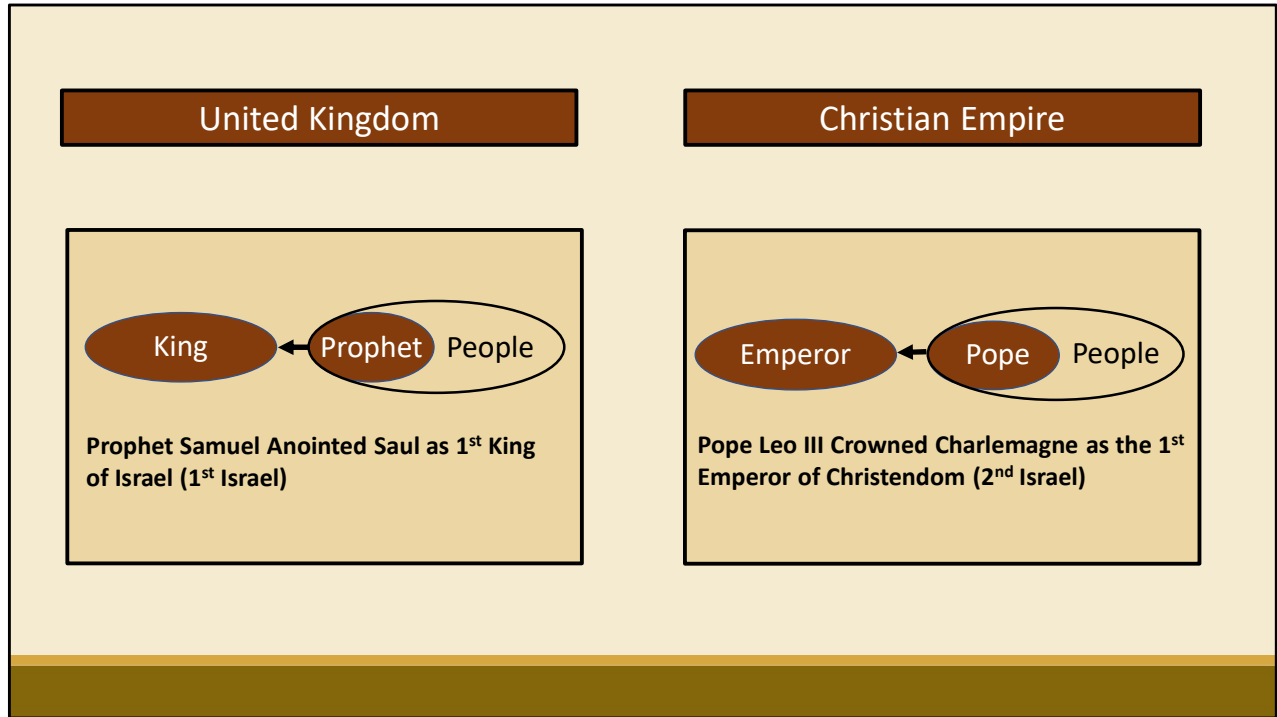 United Kingdom
King
Prophet
People
Prophet Samuel Anointed Saul as 1st King
of Israel (1st Israel)
Christian Empire
Emperor
Pope
People
Pope Leo III Crowned Charlemagne as the 1st
Emperor of Christendom (2nd Israel)